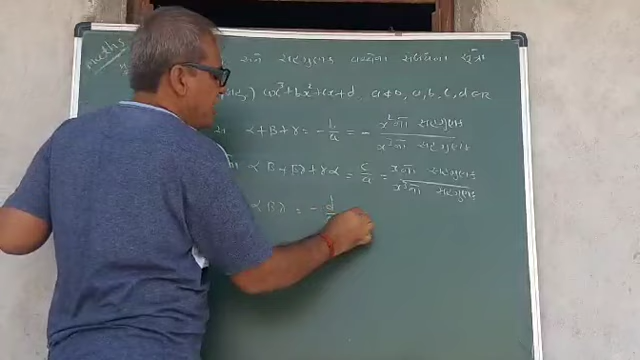 maths
અને સહગુણક વચ્ચેના સંબંધના સૂત્રો
ax³+bx²+cx+d, a≠0, a, b, c, d ∈ R
α+β+γ = -b/a = - x²નો સહગુણક / x³નો સહગુણક
αβ+βγ+γα = c/a = xનો સહગુણક / x³નો સહગુણક
αβγ = - d